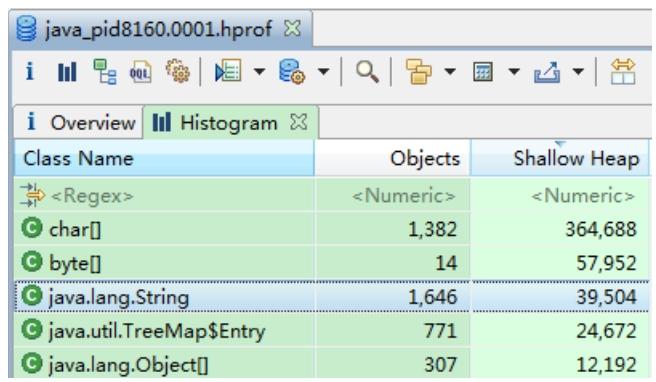 java_pid8160.0001.hprof
i OQL
i Overview Histogram
Class Name Objects Shallow Heap
<Regex> <Numeric> <Numeric>
C char[] 1,382 364,688
C byte[] 14 57,952
C java.lang.String 1,646 39,504
C java.util.TreeMap$Entry 771 24,672
C java.lang.Object[] 307 12,192